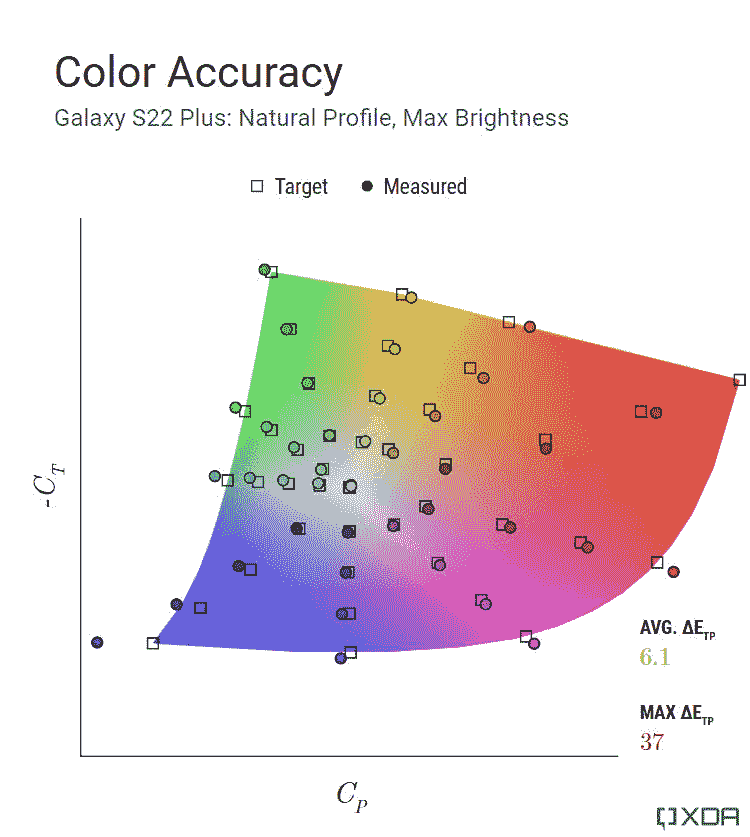 Color Accuracy
Galaxy S22 Plus: Natural Profile, Max Brightness
Target
Measured
-C_T
AVG. ΔE_TP
6.1
MAX ΔE_TP
37
C_P
XDA